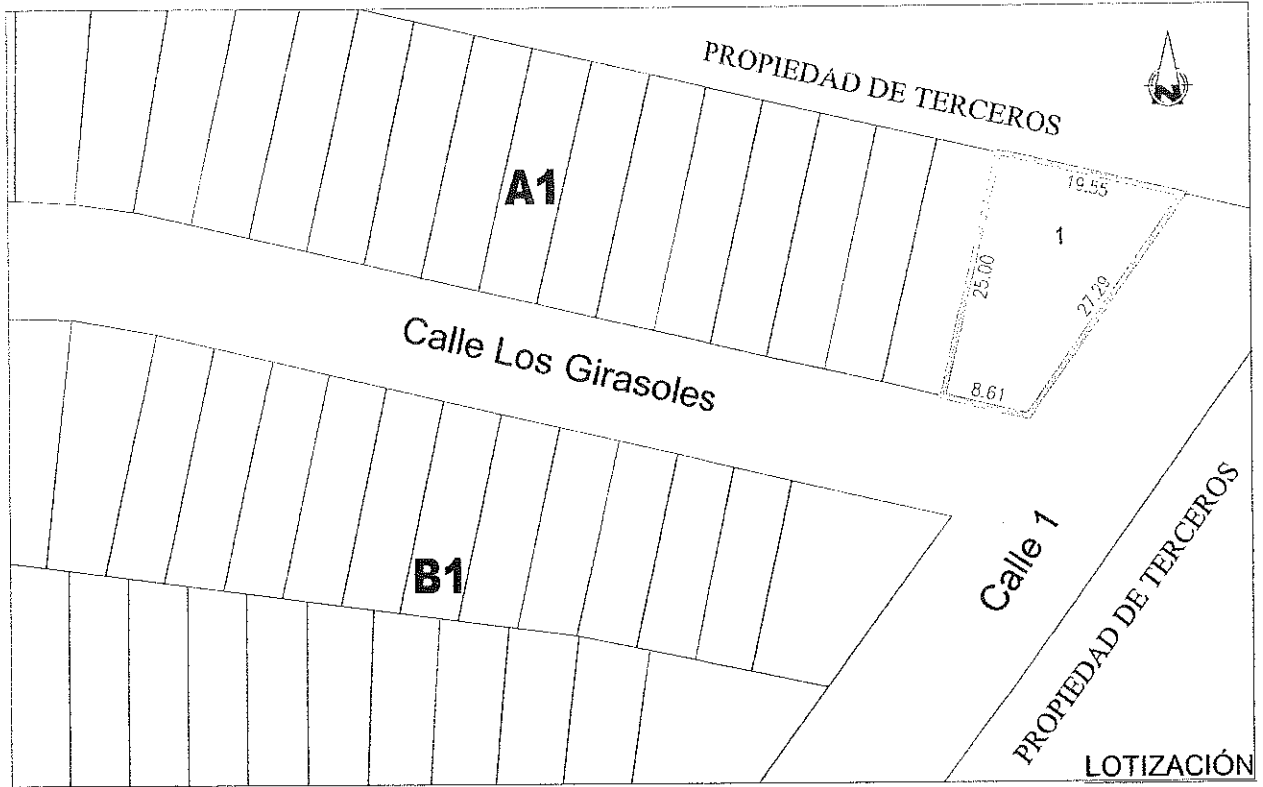 PROPIEDAD DE TERCEROS
N
A1
19.55
1
25.00
27.29
8.61
Calle Los Girasoles
B1
Calle 1
PROPIEDAD DE TERCEROS
LOTIZACIÓN